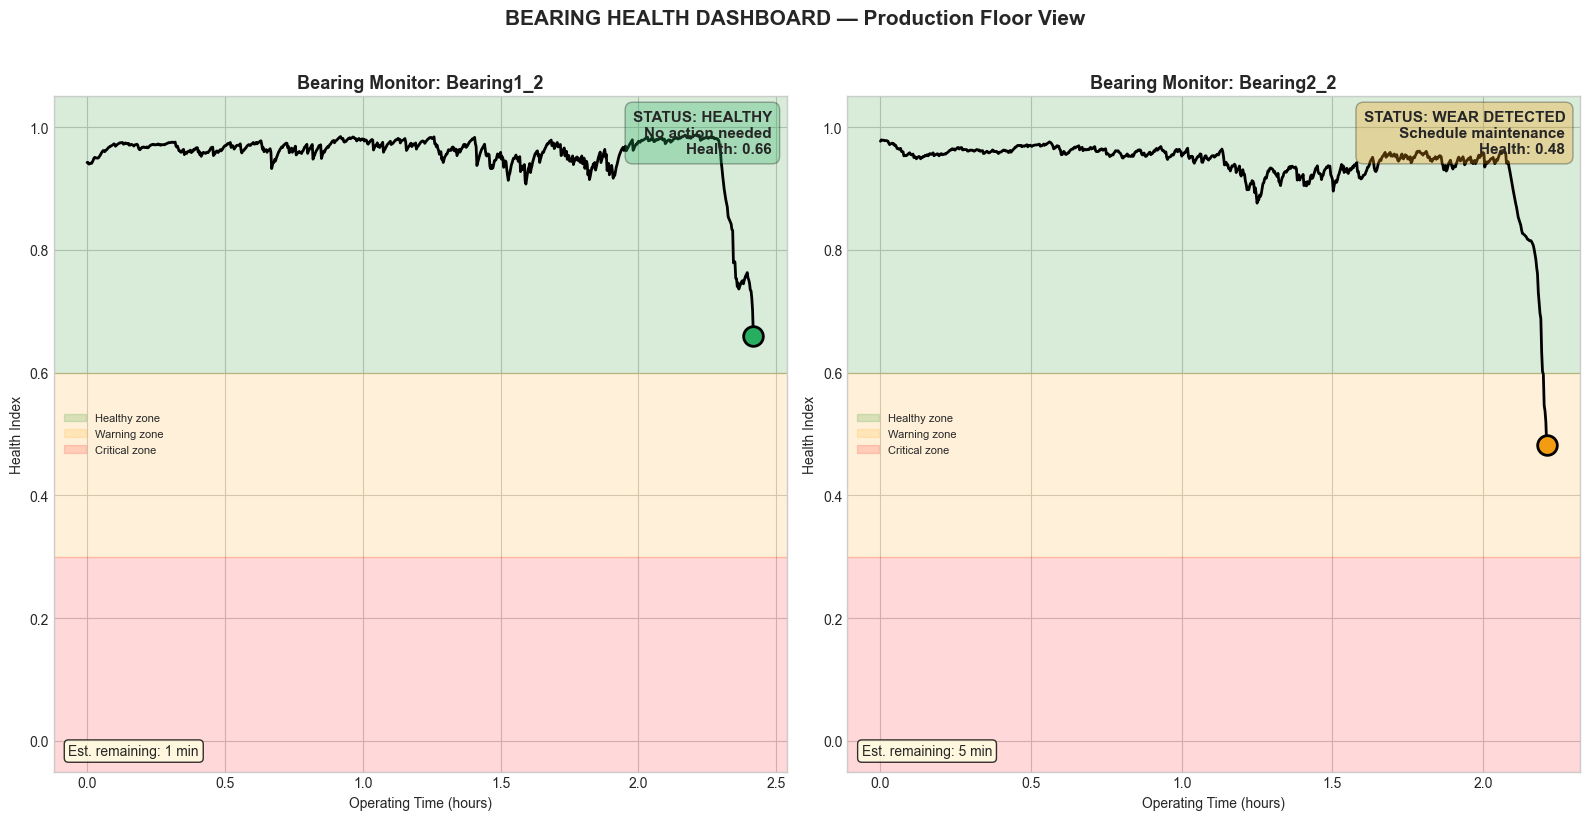 BEARING HEALTH DASHBOARD — Production Floor View
Bearing Monitor: Bearing1_2
STATUS: HEALTHY
No action needed
Health: 0.66
1.0
0.8
0.6
0.4
0.2
0.0
Health Index
Healthy zone
Warning zone
Critical zone
Est. remaining: 1 min
0.0
0.5
1.0
1.5
2.0
2.5
Operating Time (hours)
Bearing Monitor: Bearing2_2
STATUS: WEAR DETECTED
Schedule maintenance
Health: 0.48
1.0
0.8
0.6
0.4
0.2
0.0
Health Index
Healthy zone
Warning zone
Critical zone
Est. remaining: 5 min
0.0
0.5
1.0
1.5
2.0
Operating Time (hours)